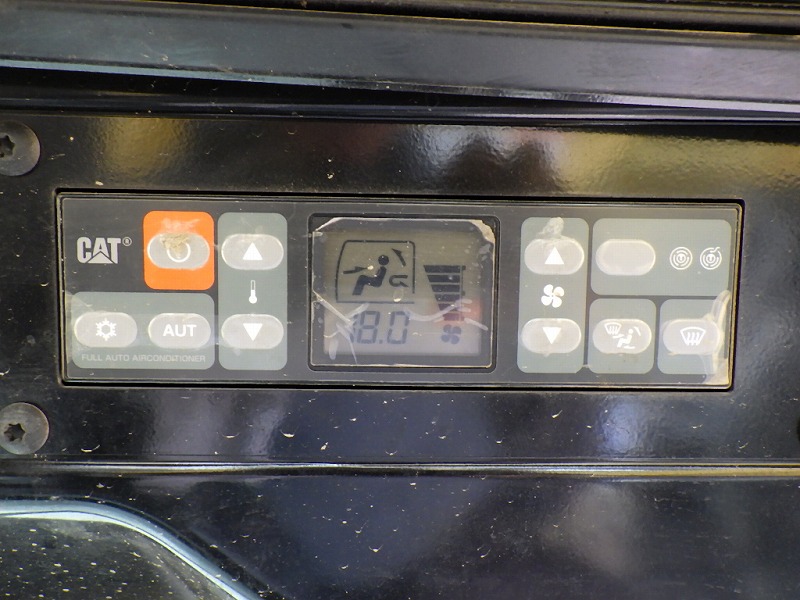 CAT®
AUT
FULL AUTO AIRCONDITIONER
18.0